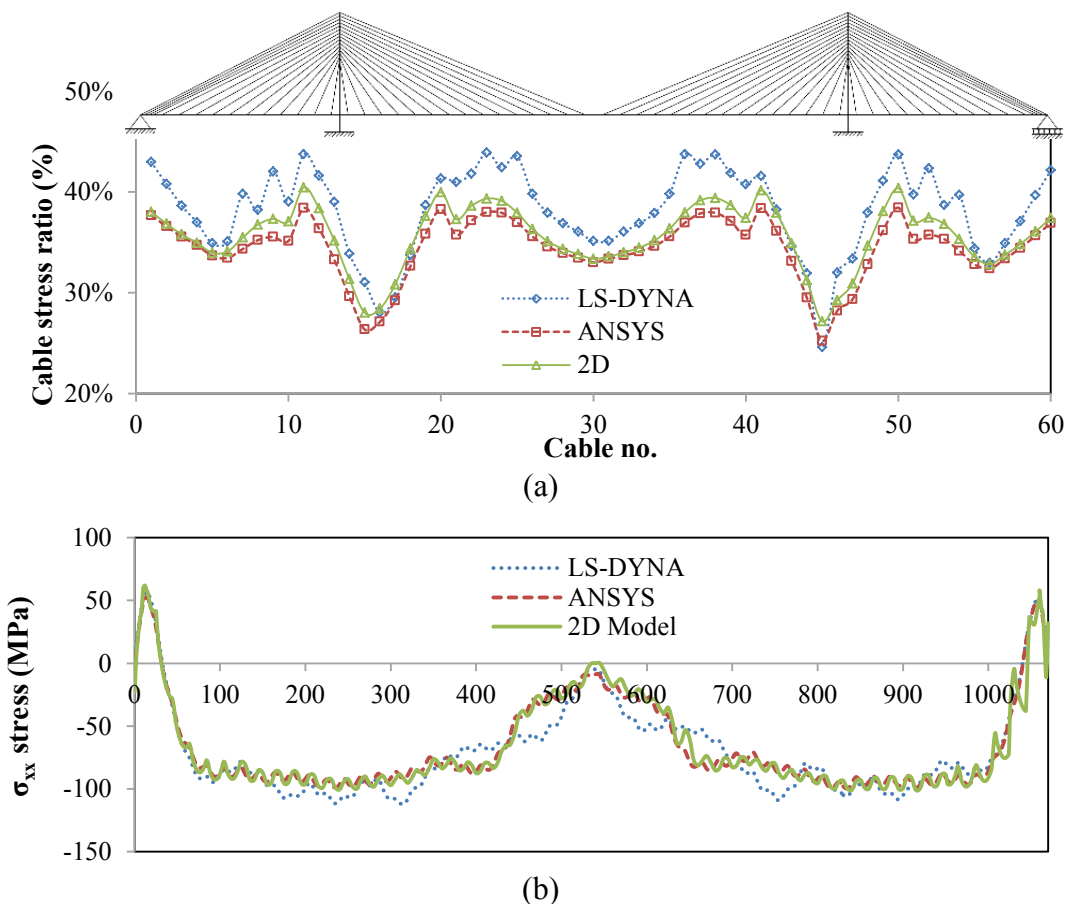 50%
40%
30%
20%
Cable stress ratio (%)
LS-DYNA
ANSYS
2D
0 10 20 30 40 50 60
Cable no.
(a)
100
50
0
-50
-100
-150
σxx stress (MPa)
LS-DYNA
ANSYS
2D Model
0 100 200 300 400 500 600 700 800 900 1000
(b)